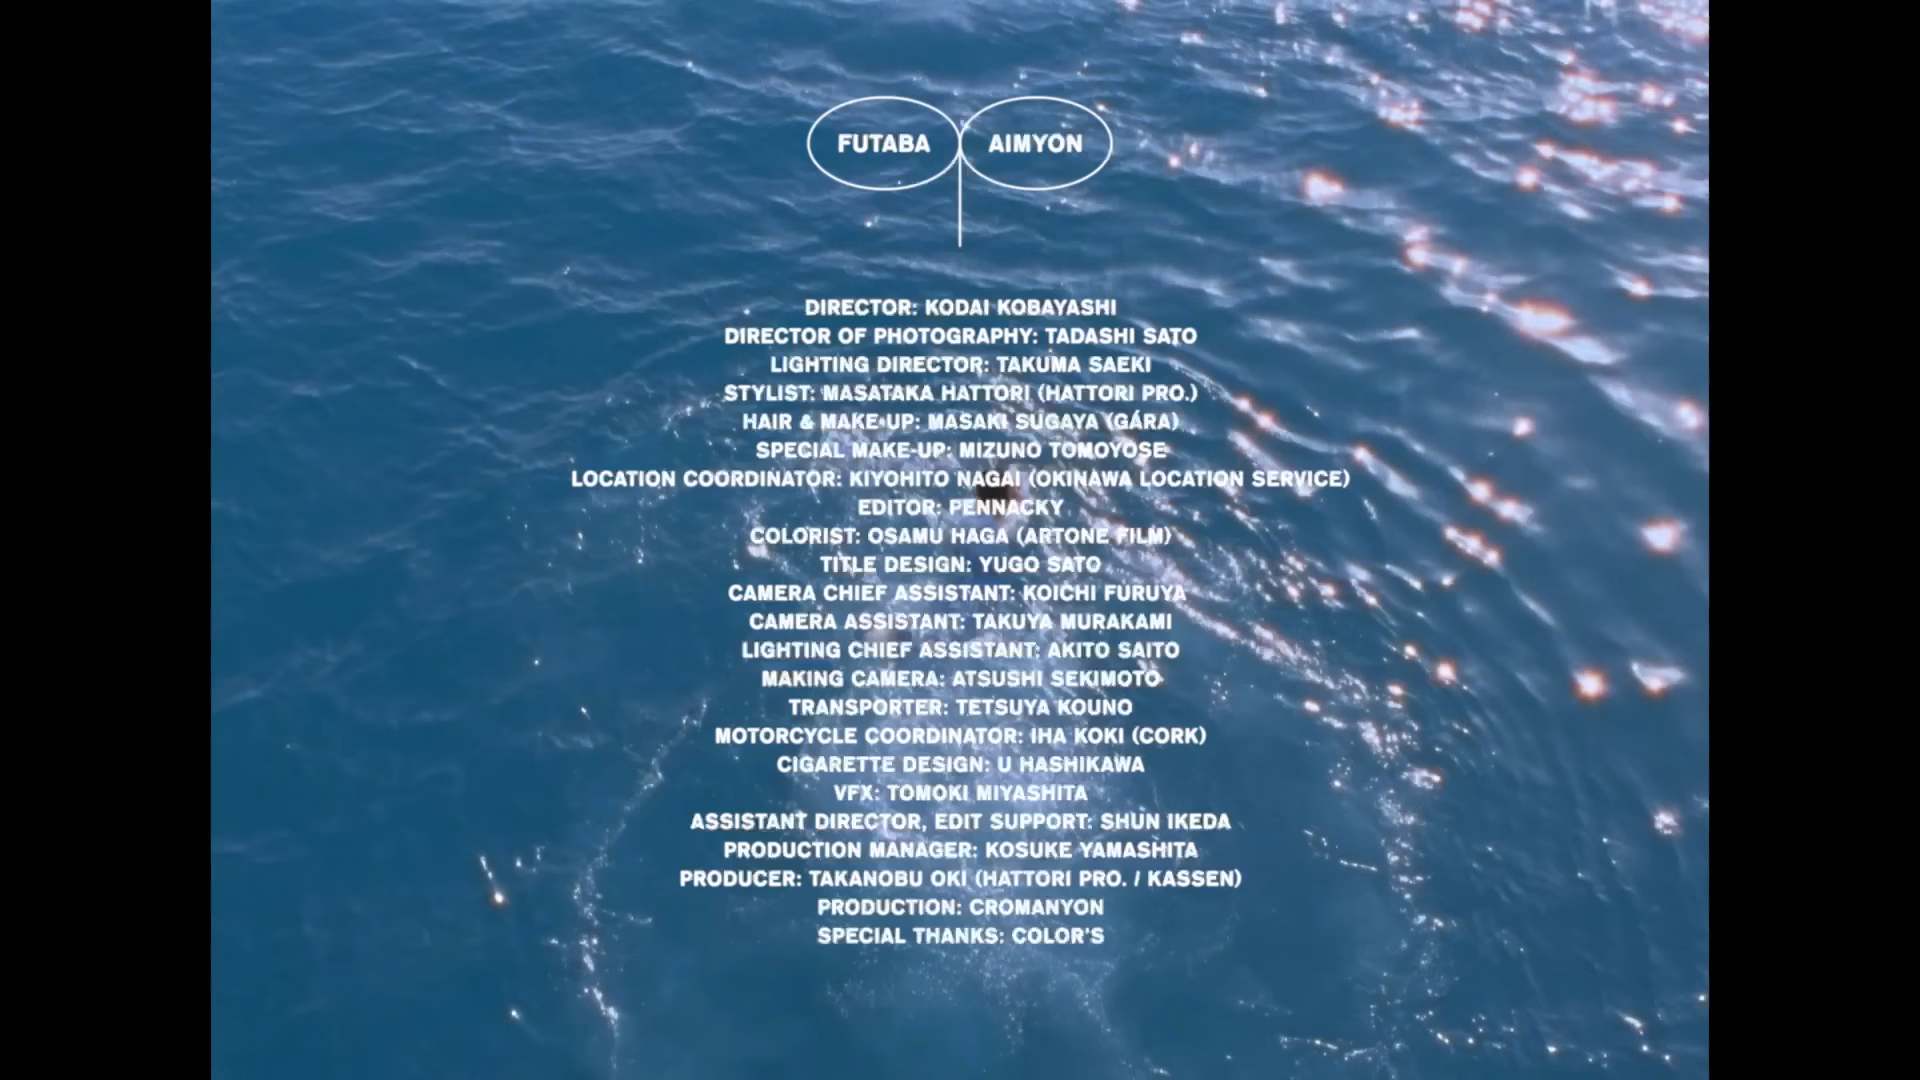 FUTABA AIMYON
DIRECTOR: KODAI KOBAYASHI
DIRECTOR OF PHOTOGRAPHY: TADASHI SATO
LIGHTING DIRECTOR: TAKUMA SAEKI
STYLIST: MASATAKA HATTORI (HATTORI PRO.)
HAIR & MAKE-UP: MASAKI SUGAYA (GÁRA)
SPECIAL MAKE-UP: MIZUNO TOMOYOSE
LOCATION COORDINATOR: KIYOHITO NAGAI (OKINAWA LOCATION SERVICE)
EDITOR: PENNACKY
COLORIST: OSAMU HAGA (ARTONE FILM)
TITLE DESIGN: YUGO SATO
CAMERA CHIEF ASSISTANT: KOICHI FURUYA
CAMERA ASSISTANT: TAKUYA MURAKAMI
LIGHTING CHIEF ASSISTANT: AKITO SAITO
MAKING CAMERA: ATSUSHI SEKIMOTO
TRANSPORTER: TETSUYA KOUNO
MOTORCYCLE COORDINATOR: IHA KOKI (CORK)
CIGARETTE DESIGN: U HASHIKAWA
VFX: TOMOKI MIYASHITA
ASSISTANT DIRECTOR, EDIT SUPPORT: SHUN IKEDA
PRODUCTION MANAGER: KOSUKE YAMASHITA
PRODUCER: TAKANOBU OKI (HATTORI PRO. / KASSEN)
PRODUCTION: CROMANYON
SPECIAL THANKS: COLOR'S